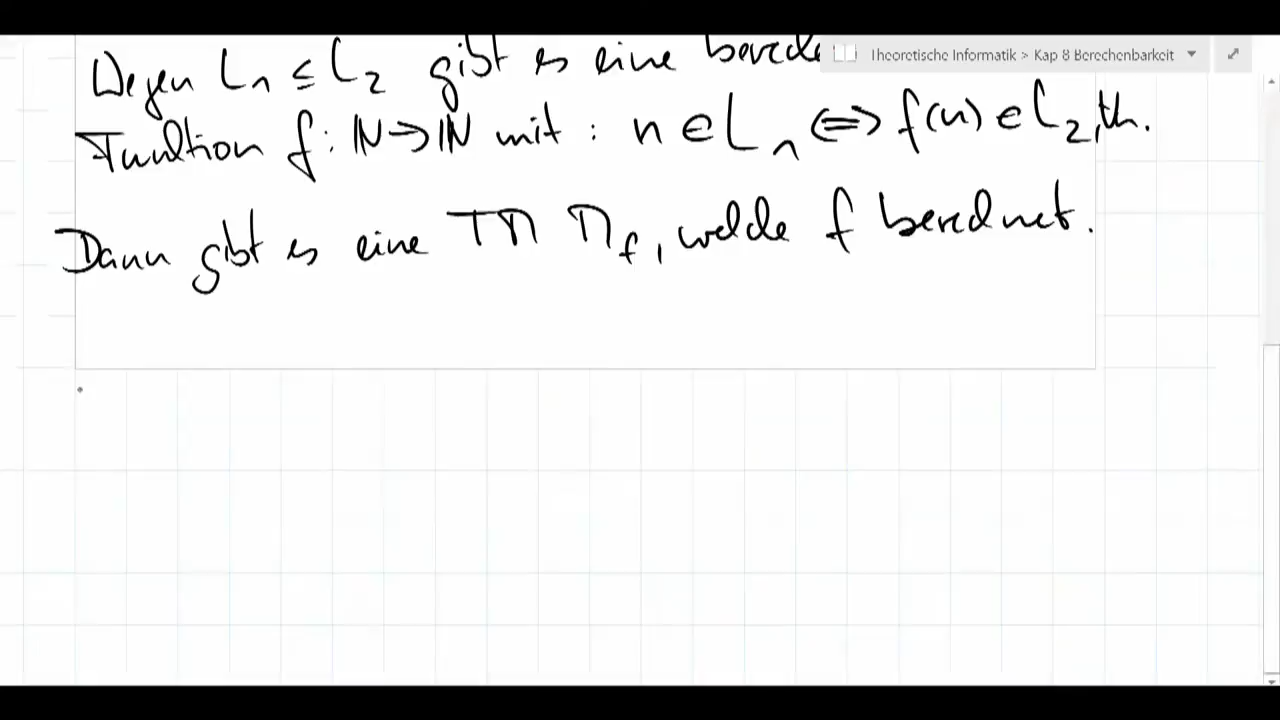 Wegen L₁ ≤ L₂ gibt es eine
Theoretische Informatik > Kap 8 Berechenbarkeit
Funktion f: ℕ→ℕ mit: n ∈ L₁ ⟺ f(n) ∈ L₂, ∀n.
Dann gibt es eine TM M_f, welche f berechnet.